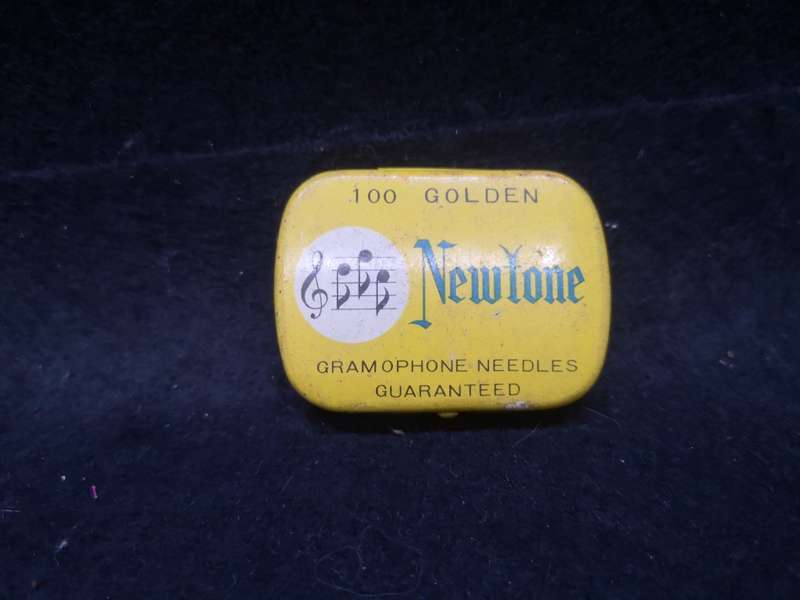 100 GOLDEN
Newtone
GRAMOPHONE NEEDLES
GUARANTEED